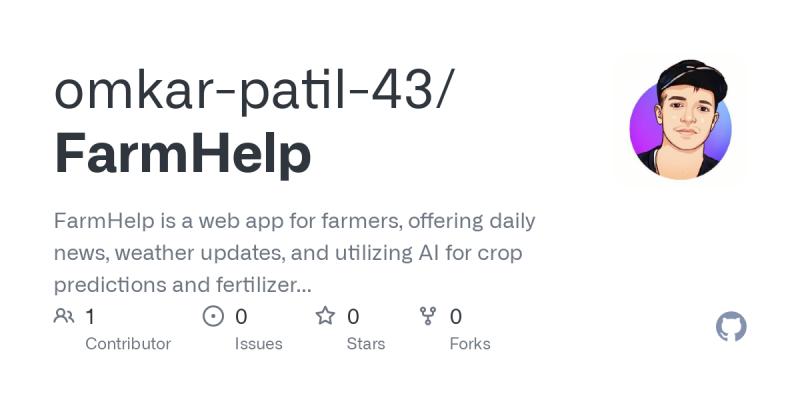 omkar-patil-43/
FarmHelp
FarmHelp is a web app for farmers, offering daily
news, weather updates, and utilizing AI for crop
predictions and fertilizer...
1 0 0 0
Contributor Issues Stars Forks